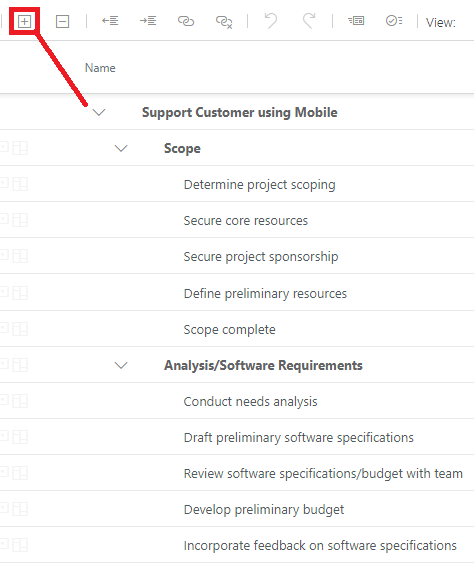 View:
Name
Support Customer using Mobile
Scope
Determine project scoping
Secure core resources
Secure project sponsorship
Define preliminary resources
Scope complete
Analysis/Software Requirements
Conduct needs analysis
Draft preliminary software specifications
Review software specifications/budget with team
Develop preliminary budget
Incorporate feedback on software specifications